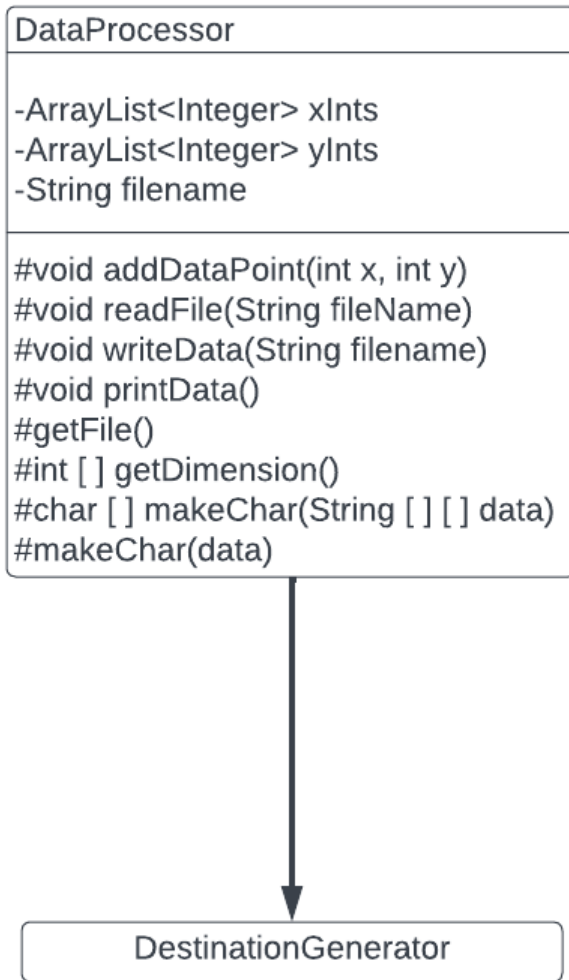 DataProcessor
-ArrayList<Integer> xInts
-ArrayList<Integer> yInts
-String filename
#void addDataPoint(int x, int y)
#void readFile(String fileName)
#void writeData(String filename)
#void printData()
#getFile()
#int [ ] getDimension()
#char [ ] makeChar(String [ ] [ ] data)
#makeChar(data)
DestinationGenerator